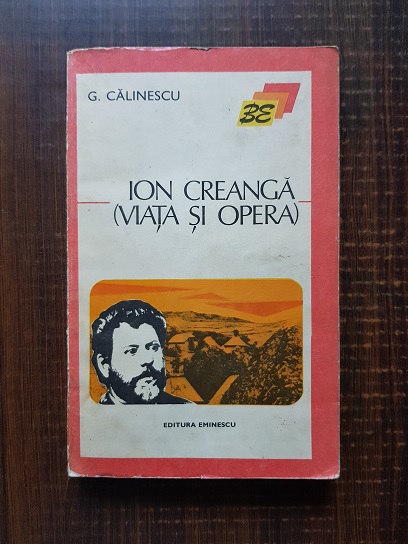 G. CĂLINESCU
BE
ION CREANGĂ
(VIAȚA ȘI OPERA)
EDITURA EMINESCU